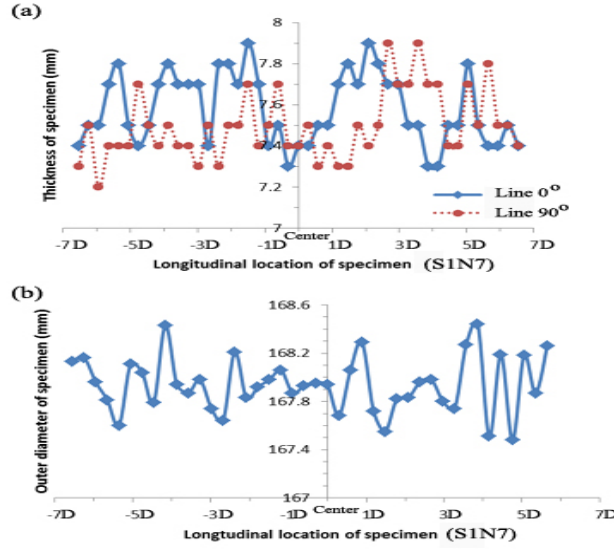 (a)
Thickness of specimen (mm)
8
7.8
7.6
7.4
7.2
7
Line 0°
Line 90°
-7D -5D -3D -1D Center 1D 3D 5D 7D
Longitudinal location of specimen (S1N7)
(b)
Outer diameter of specimen (mm)
168.6
168.2
167.8
167.4
167
-7D -5D -3D -1D Center 1D 3D 5D 7D
Longitudinal location of specimen (S1N7)